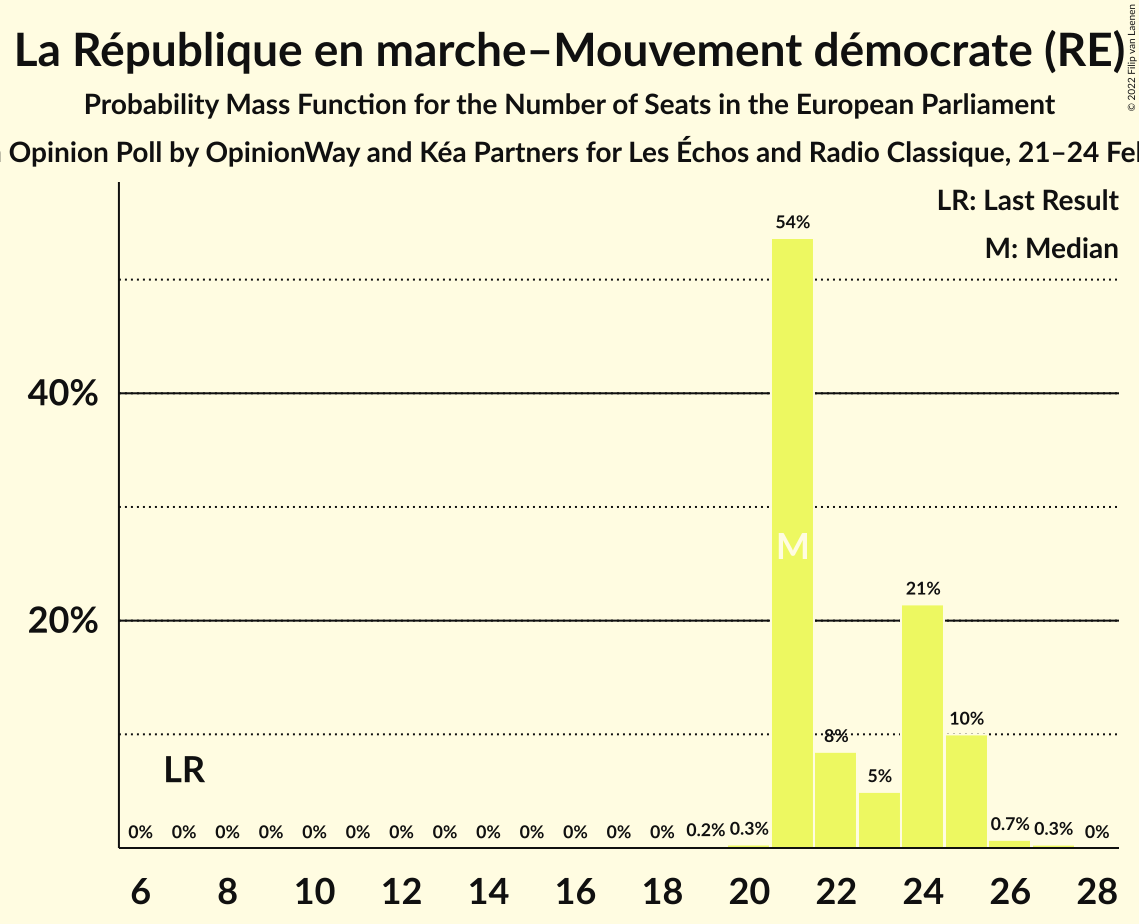 La République en marche–Mouvement démocrate (RE)
© 2022 Filip van Laenen
Probability Mass Function for the Number of Seats in the European Parliament
Opinion Poll by OpinionWay and Kéa Partners for Les Échos and Radio Classique, 21–24
LR: Last Result
M: Median
54%
40%
M
21%
20%
10%
8%
5%
LR
0% 0% 0% 0% 0% 0% 0% 0% 0% 0% 0% 0% 0% 0.2% 0.3% 0.7% 0.3% 0%
6 8 10 12 14 16 18 20 22 24 26 28